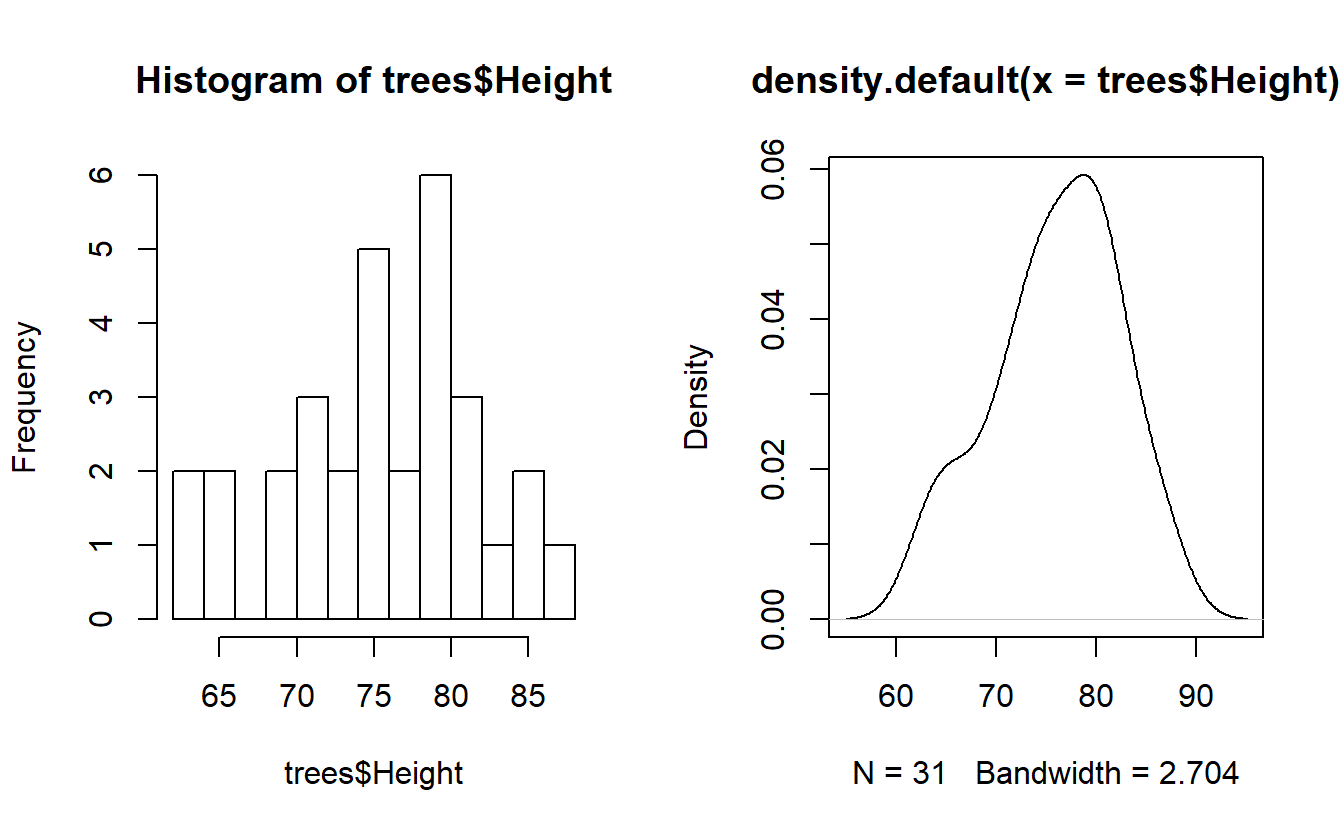 Histogram of trees$Height
Frequency
6
5
4
3
2
1
0
65 70 75 80 85
trees$Height
density.default(x = trees$Height)
Density
0.06
0.04
0.02
0.00
60 70 80 90
N = 31 Bandwidth = 2.704